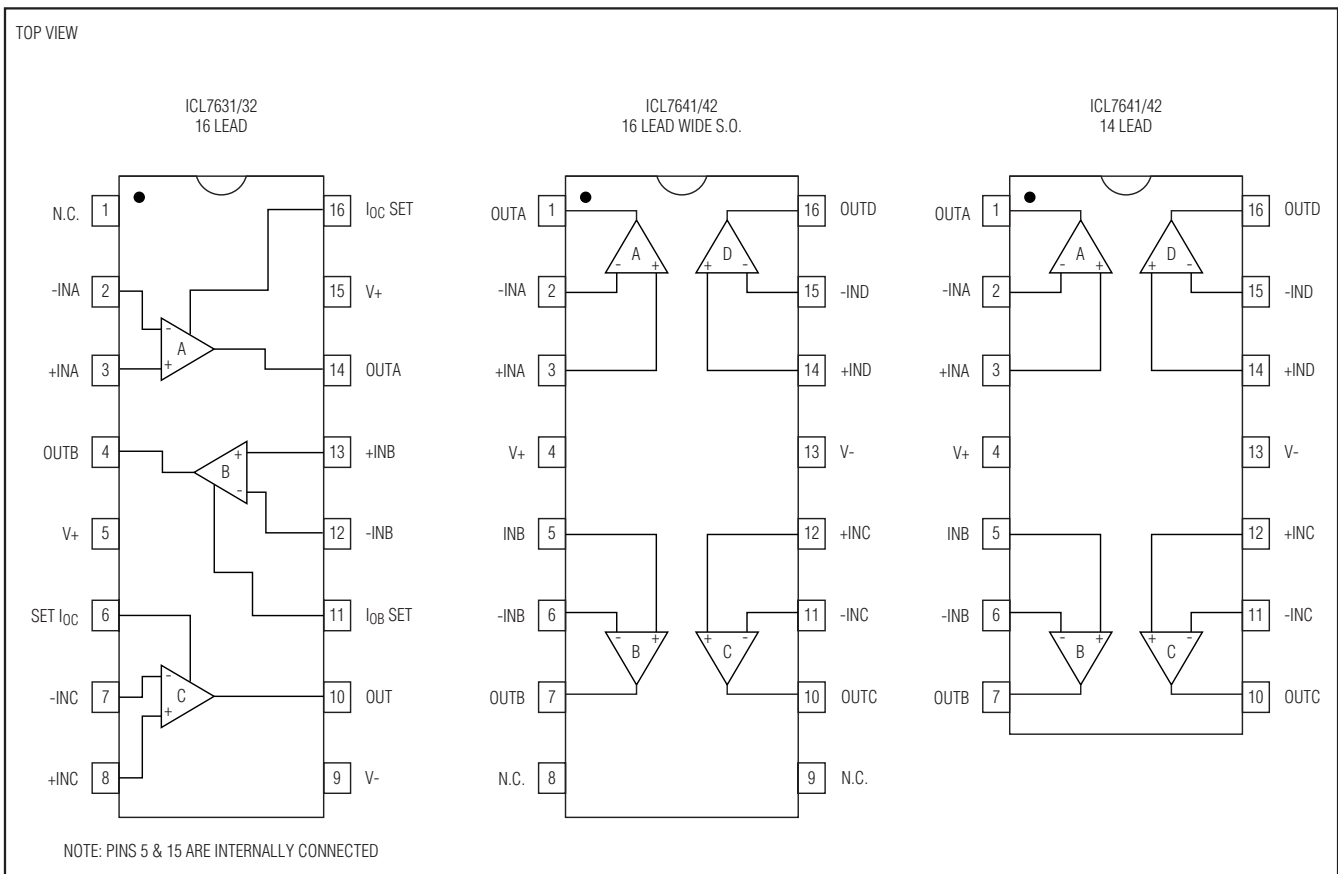 TOP VIEW
ICL7631/32
16 LEAD
N.C. 1
-INA 2
+INA 3
OUTB 4
V+ 5
SET IOC 6
-INC 7
+INC 8
16 IOC SET
15 V+
14 OUTA
13 +INB
12 -INB
11 IOB SET
10 OUT
9 V-
- A +
+ B -
- C +
NOTE: PINS 5 & 15 ARE INTERNALLY CONNECTED
ICL7641/42
16 LEAD WIDE S.O.
OUTA 1
-INA 2
+INA 3
V+ 4
INB 5
-INB 6
OUTB 7
N.C. 8
16 OUTD
15 -IND
14 +IND
13 V-
12 +INC
11 -INC
10 OUTC
9 N.C.
- A +
+ D -
- B +
+ C -
ICL7641/42
14 LEAD
OUTA 1
-INA 2
+INA 3
V+ 4
INB 5
-INB 6
OUTB 7
16 OUTD
15 -IND
14 +IND
13 V-
12 +INC
11 -INC
10 OUTC
- A +
+ D -
- B +
+ C -